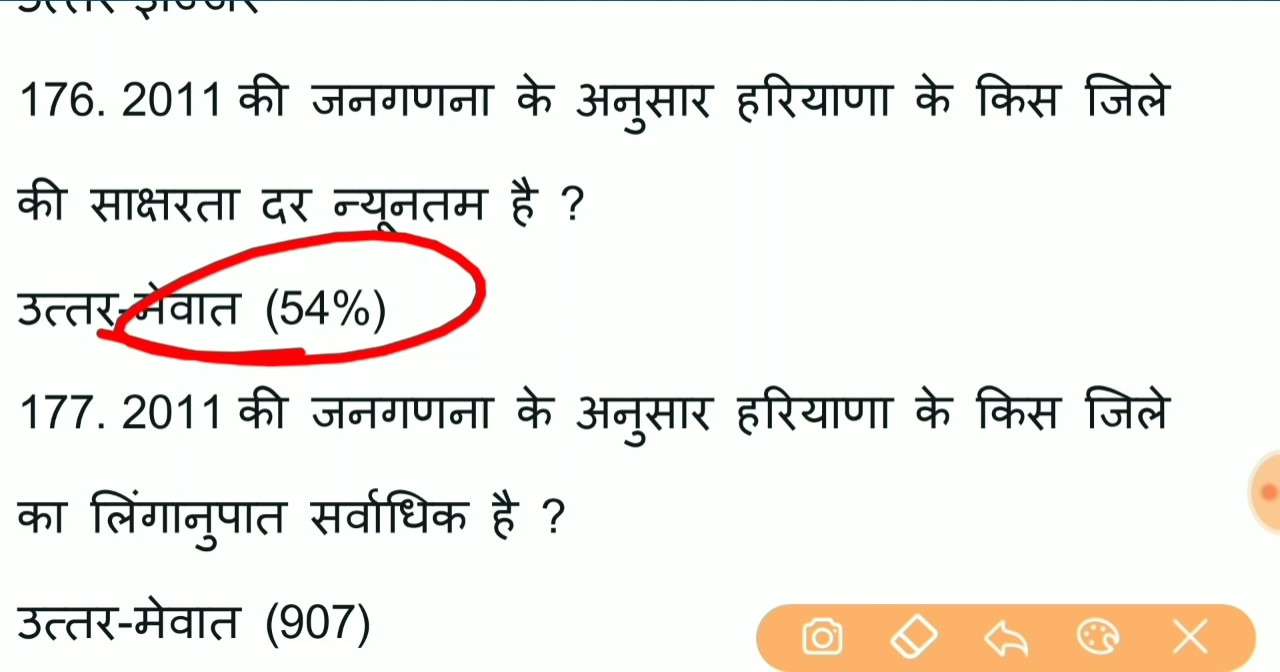 176. 2011 की जनगणना के अनुसार हरियाणा के किस जिले
की साक्षरता दर न्यूनतम है ?
उत्तर-मेवात (54%)
177. 2011 की जनगणना के अनुसार हरियाणा के किस जिले
का लिंगानुपात सर्वाधिक है ?
उत्तर-मेवात (907)